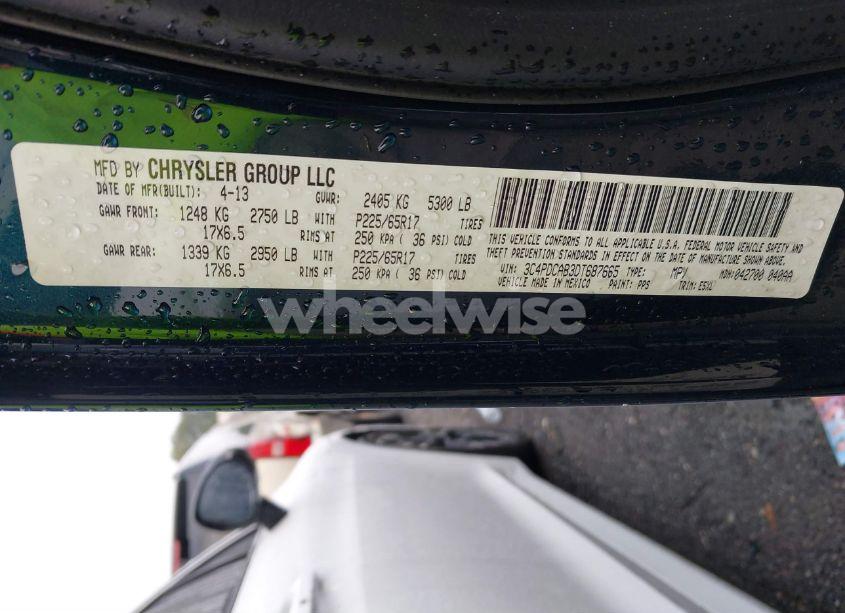 MFD BY CHRYSLER GROUP LLC
DATE OF MFR(BUILT): 4-13 GVWR: 2405 KG 5300 LB
GAWR FRONT: 1248 KG 2750 LB WITH P225/65R17 TIRES
17X6.5 RIMS AT 250 KPA ( 36 PSI) COLD
GAWR REAR: 1339 KG 2950 LB WITH P225/65R17 TIRES
17X6.5 RIMS AT 250 KPA ( 36 PSI) COLD
THIS VEHICLE CONFORMS TO ALL APPLICABLE U.S.A. FEDERAL MOTOR VEHICLE SAFETY AND
THEFT PREVENTION STANDARDS IN EFFECT ON THE DATE OF MANUFACTURE SHOWN ABOVE.
VIN: 3C4PDCAB3DT687665 TYPE: MPV MDH:042700 040AA
VEHICLE MADE IN MEXICO PAINT: PPS TRIM: E5XL
wheelwise